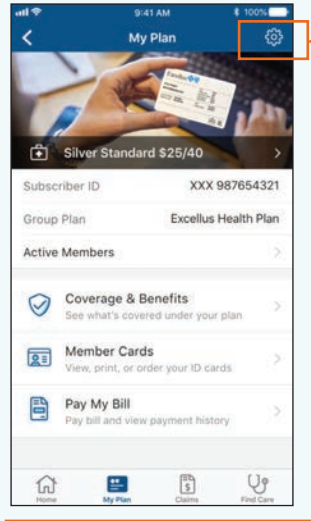 9:41 AM
100%
My Plan
Excellus
Silver Standard $25/40
Subscriber ID
XXX 987654321
Group Plan
Excellus Health Plan
Active Members
Coverage & Benefits
See what's covered under your plan
Member Cards
View, print, or order your ID cards
Pay My Bill
Pay bill and view payment history
Home
My Plan
Claims
Find Care